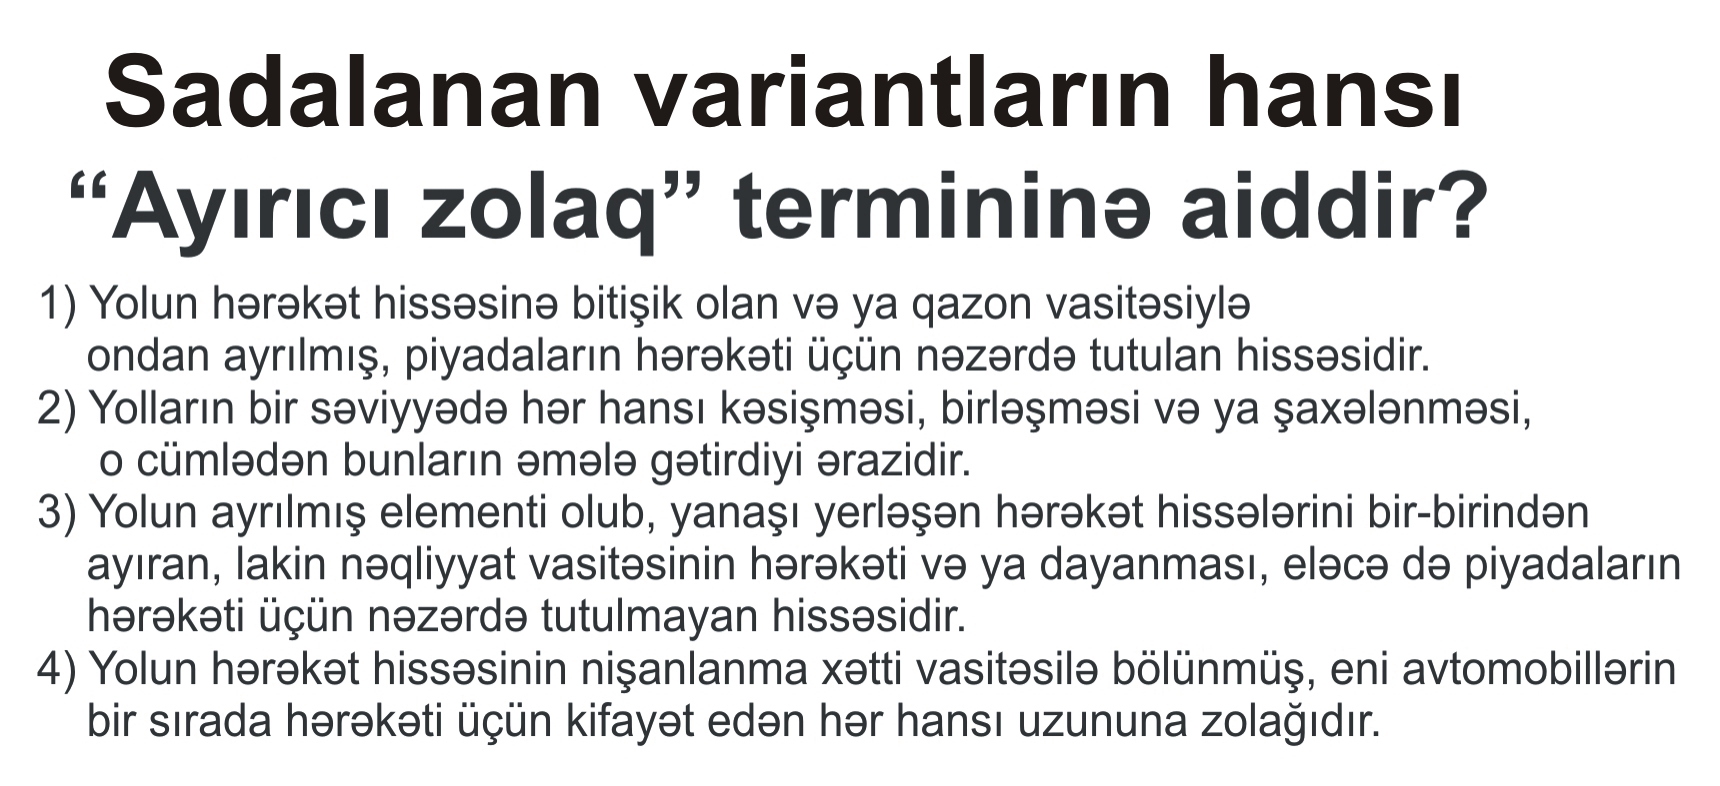 Sadalanan variantların hansı
“Ayırıcı zolaq” termininə aiddir?
1) Yolun hərəkət hissəsinə bitişik olan və ya qazon vasitəsiylə
ondan ayrılmış, piyadaların hərəkəti üçün nəzərdə tutulan hissəsidir.
2) Yolların bir səviyyədə hər hansı kəsişməsi, birləşməsi və ya şaxələnməsi,
o cümlədən bunların əmələ gətirdiyi ərazidir.
3) Yolun ayrılmış elementi olub, yanaşı yerləşən hərəkət hissələrini bir-birindən
ayıran, lakin nəqliyyat vasitəsinin hərəkəti və ya dayanması, eləcə də piyadaların
hərəkəti üçün nəzərdə tutulmayan hissəsidir.
4) Yolun hərəkət hissəsinin nişanlanma xətti vasitəsilə bölünmüş, eni avtomobillərin
bir sırada hərəkəti üçün kifayət edən hər hansı uzununa zolağıdır.